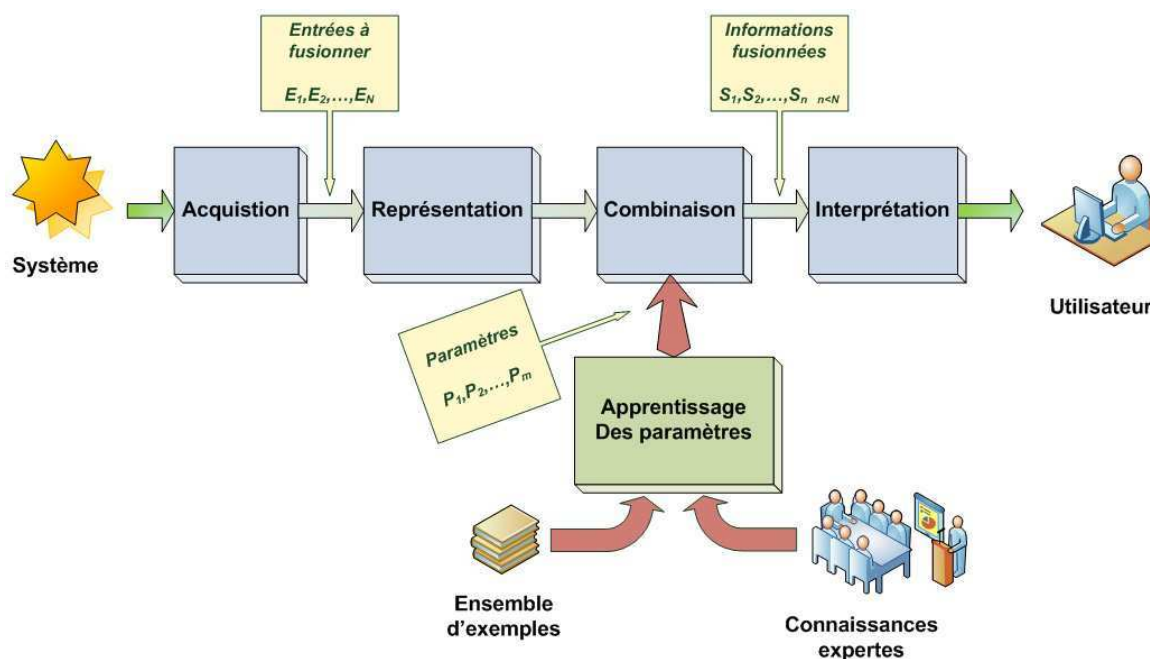 Entrées à
fusionner
E1,E2,...,EN
Informations
fusionnées
S1,S2,...,Sn n<N
Acquistion
Représentation
Combinaison
Interprétation
Système
Utilisateur
Paramètres
P1,P2,...,Pm
Apprentissage
Des paramètres
Ensemble
d'exemples
Connaissances
expertes